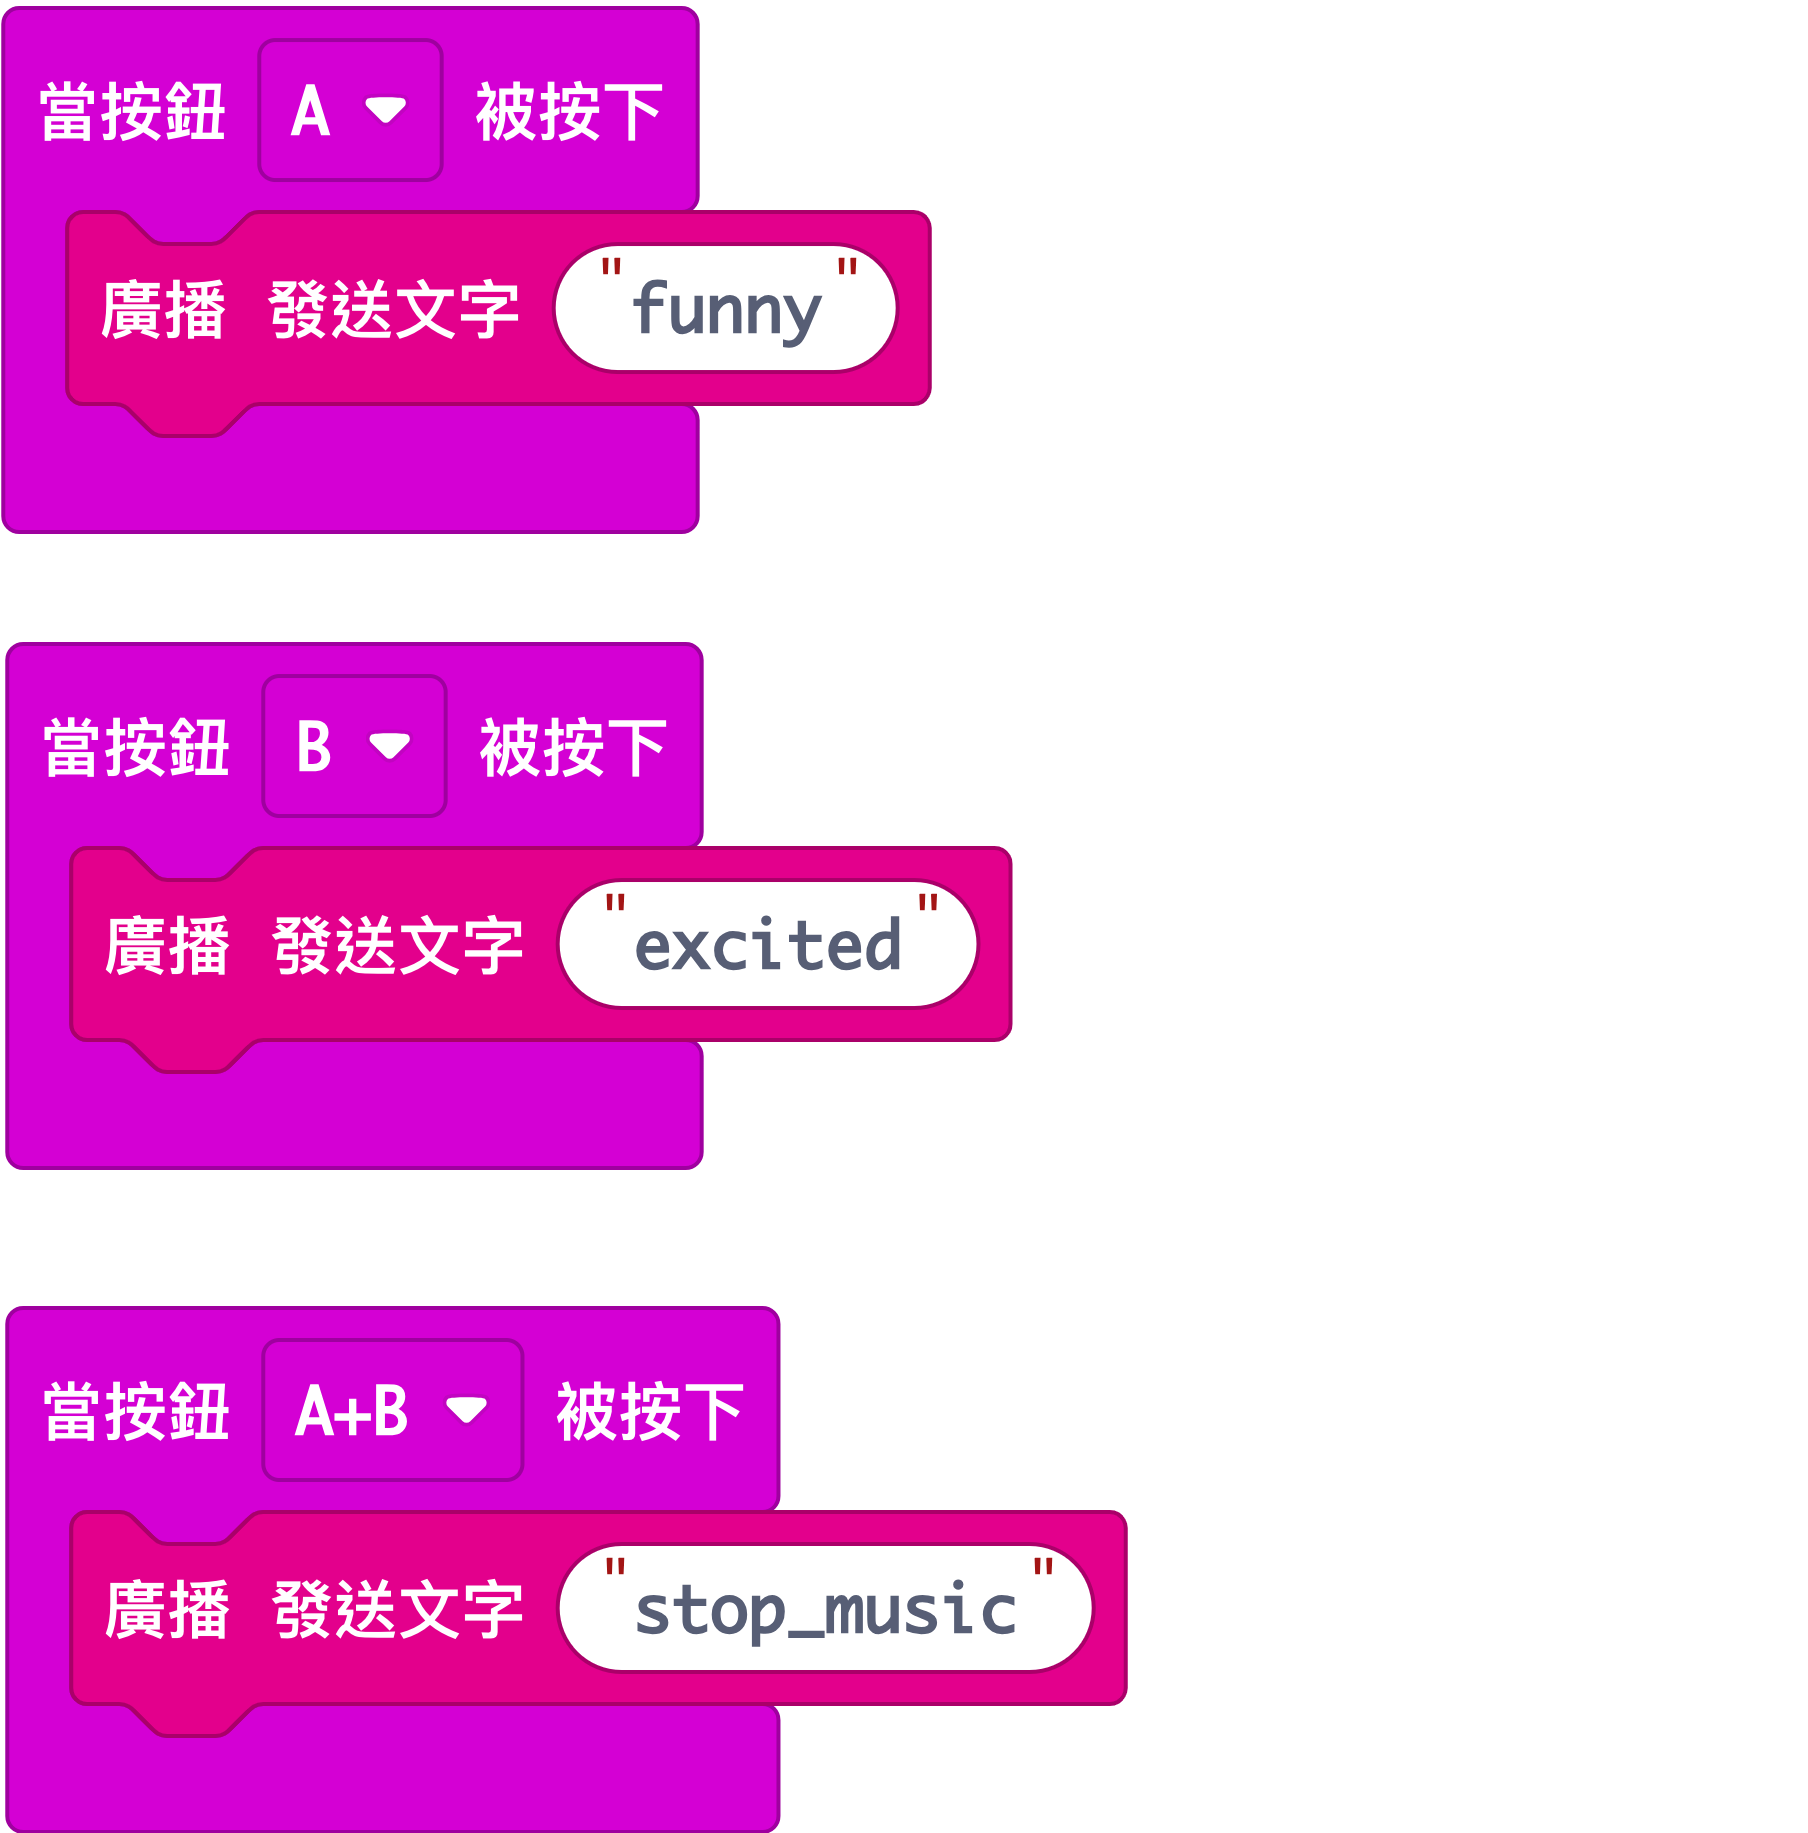 當按鈕 A 被按下
廣播 發送文字 "funny"
當按鈕 B 被按下
廣播 發送文字 "excited"
當按鈕 A+B 被按下
廣播 發送文字 "stop_music"